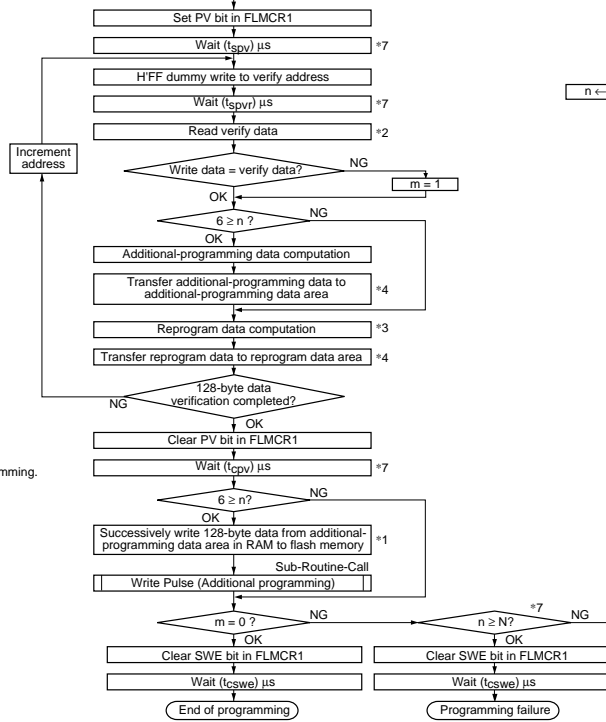 Set PV bit in FLMCR1
Wait (tspv) μs
*7
H'FF dummy write to verify address
n ←
Wait (tspvr) μs
*7
Read verify data
*2
Increment
address
Write data = verify data?
NG
m = 1
OK
6 ≥ n ?
NG
OK
Additional-programming data computation
Transfer additional-programming data to
additional-programming data area
*4
Reprogram data computation
*3
Transfer reprogram data to reprogram data area
*4
128-byte data
verification completed?
NG
OK
Clear PV bit in FLMCR1
Wait (tcpv) μs
*7
mming.
6 ≥ n?
NG
OK
Successively write 128-byte data from additional-
programming data area in RAM to flash memory
*1
Sub-Routine-Call
Write Pulse (Additional programming)
*7
m = 0 ?
NG
n ≥ N?
NG
OK
OK
Clear SWE bit in FLMCR1
Clear SWE bit in FLMCR1
Wait (tcswe) μs
Wait (tcswe) μs
End of programming
Programming failure